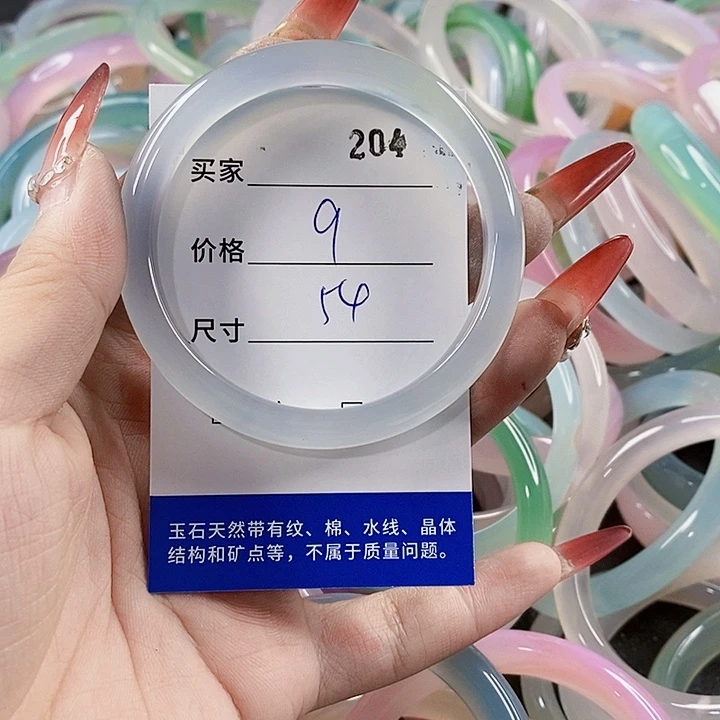 204
买家
价格 9
尺寸 54
玉石天然带有纹、棉、水线、晶体
结构和矿点等，不属于质量问题。